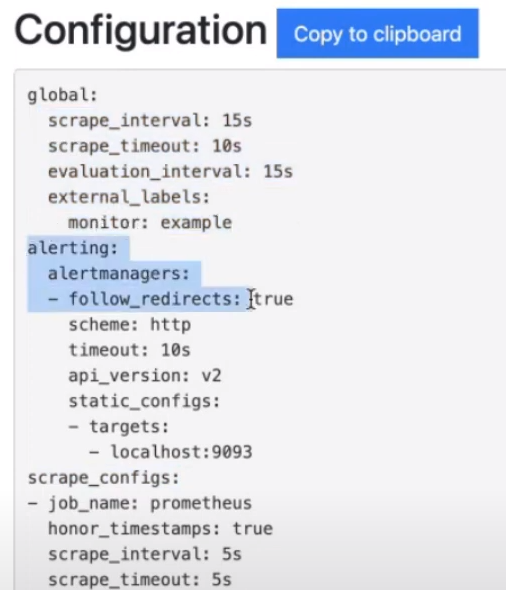 Configuration Copy to clipboard
global:
  scrape_interval: 15s
  scrape_timeout: 10s
  evaluation_interval: 15s
  external_labels:
    monitor: example
alerting:
  alertmanagers:
  - follow_redirects: true
    scheme: http
    timeout: 10s
    api_version: v2
    static_configs:
    - targets:
      - localhost:9093
scrape_configs:
- job_name: prometheus
  honor_timestamps: true
  scrape_interval: 5s
  scrape_timeout: 5s